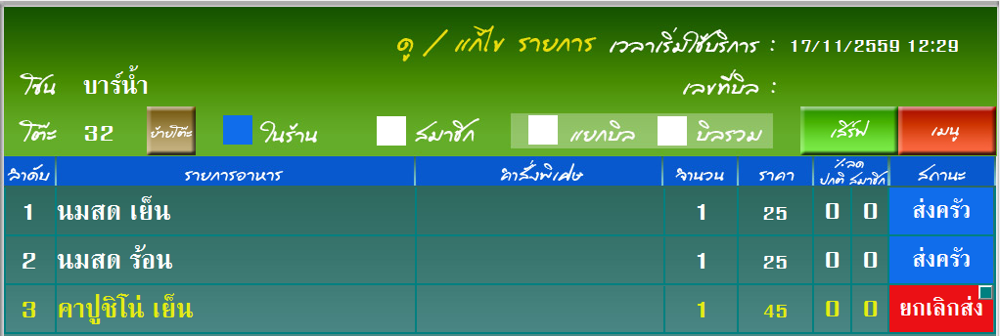 ดู / แก้ไข รายการ เวลาเริ่มใช้บริการ : 17/11/2559 12:29
โซน บาร์น้ำ เลขที่บิล :
โต๊ะ 32 ย้ายโต๊ะ ในร้าน สมาชิก แยกบิล บิลรวม เสิร์ฟ เมนู
ลำดับ รายการอาหาร คำสั่งพิเศษ จำนวน ราคา %ลด ปกติ สมาชิก สถานะ
1 นมสด เย็น 1 25 0 0 ส่งครัว
2 นมสด ร้อน 1 25 0 0 ส่งครัว
3 คาปูชิโน่ เย็น 1 45 0 0 ยกเลิกส่ง